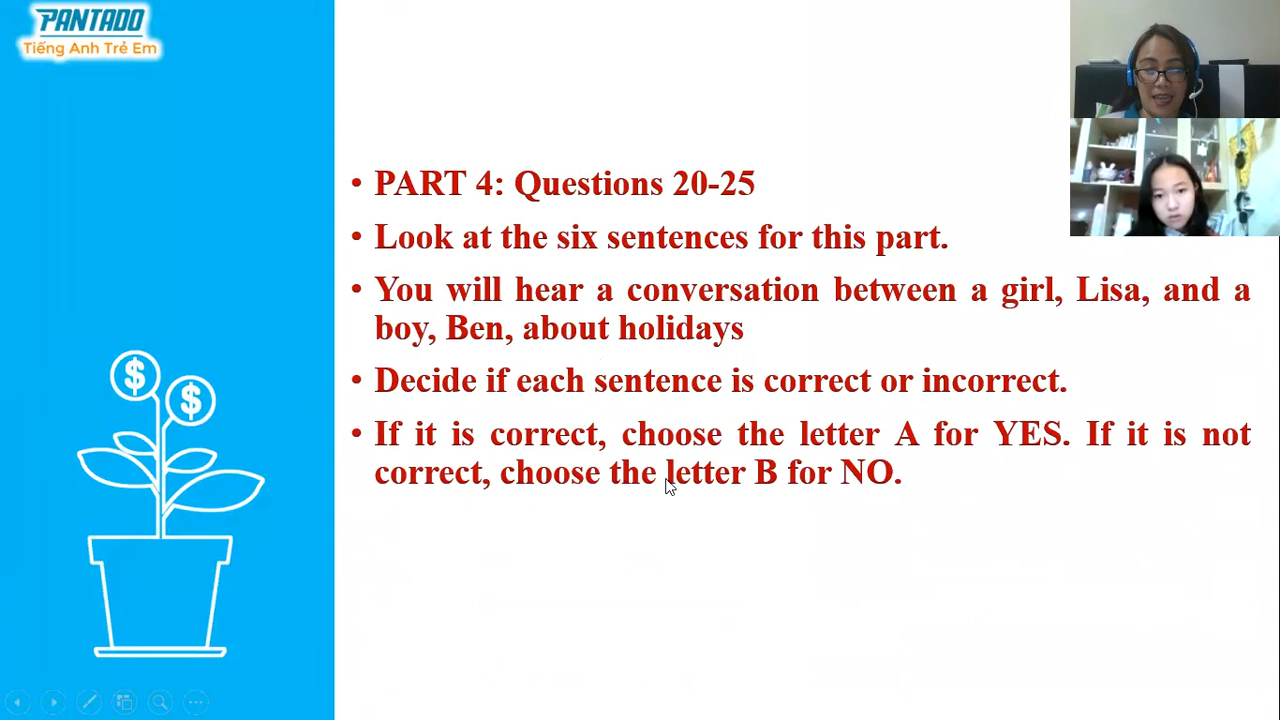 PANTADO
Tiếng Anh Trẻ Em
• PART 4: Questions 20-25
• Look at the six sentences for this part.
• You will hear a conversation between a girl, Lisa, and a
boy, Ben, about holidays
• Decide if each sentence is correct or incorrect.
• If it is correct, choose the letter A for YES. If it is not
correct, choose the letter B for NO.
$
$